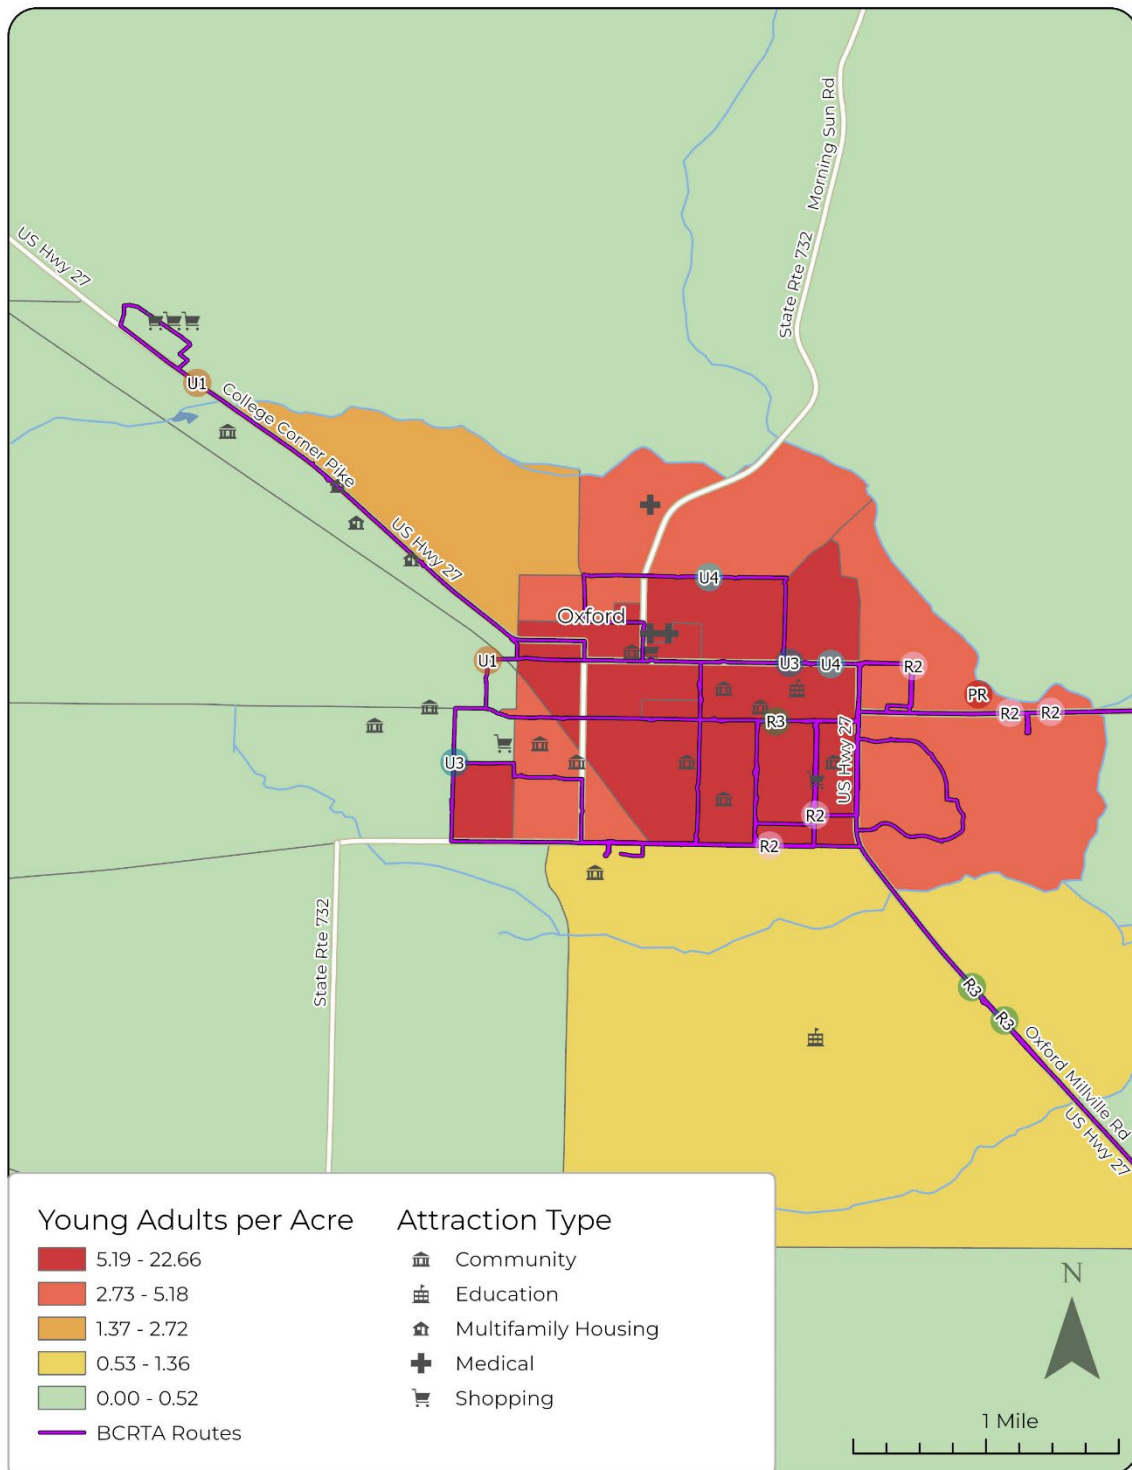 US Hwy 27
Morning Sun Rd
State Rte 732
U1
College Corner Pike
US Hwy 27
U4
Oxford
U1
U3
U4
R2
PR
R2
R2
R3
US Hwy 27
U3
R2
R2
State Rte 732
R3
R3
Oxford Millville Rd
US Hwy 27
Young Adults per Acre
5.19 - 22.66
2.73 - 5.18
1.37 - 2.72
0.53 - 1.36
0.00 - 0.52
BCRTA Routes
Attraction Type
Community
Education
Multifamily Housing
Medical
Shopping
N
1 Mile